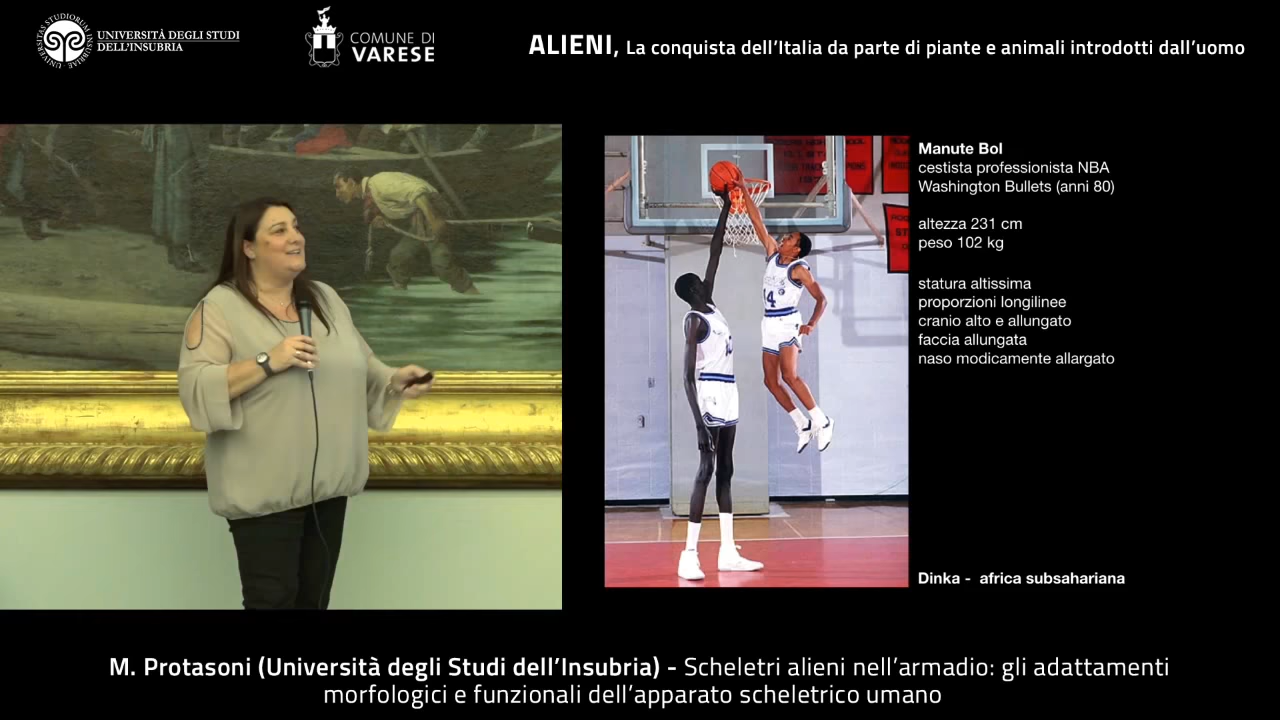 UNIVERSITÀ DEGLI STUDI
DELL'INSUBRIA
COMUNE DI
VARESE
ALIENI, La conquista dell'Italia da parte di piante e animali introdotti dall'uomo
Manute Bol
cestista professionista NBA
Washington Bullets (anni 80)
altezza 231 cm
peso 102 kg
statura altissima
proporzioni longilinee
cranio alto e allungato
faccia allungata
naso modicamente allargato
14
Dinka - africa subsahariana
M. Protasoni (Università degli Studi dell'Insubria) - Scheletri alieni nell'armadio: gli adattamenti
morfologici e funzionali dell'apparato scheletrico umano